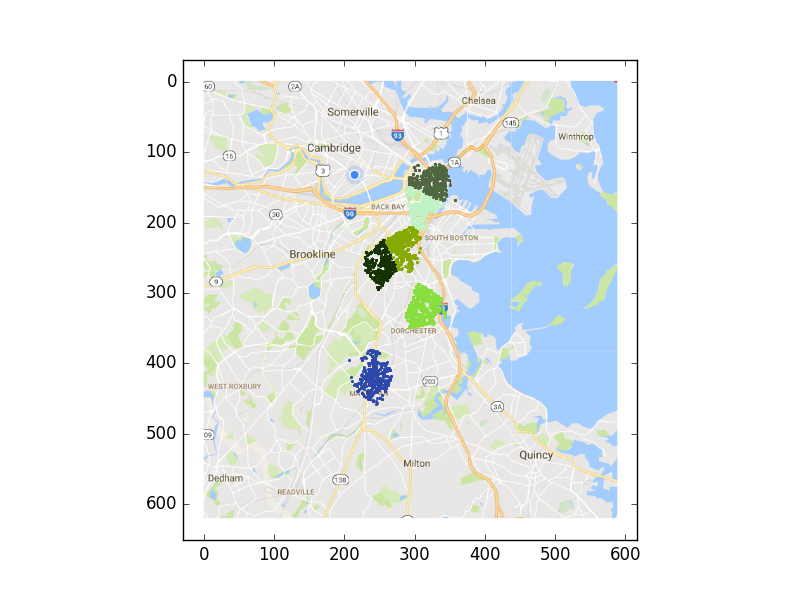 0
100
200
300
400
500
600
0
100
200
300
400
500
600
60
2A
Somerville
Chelsea
93
1
145
Winthrop
Cambridge
16
1A
3
BACK BAY
90
30
SOUTH BOSTON
Brookline
9
DORCHESTER
203
WEST ROXBURY
MA
3A
09
Quincy
Milton
Dedham
138
READVILLE